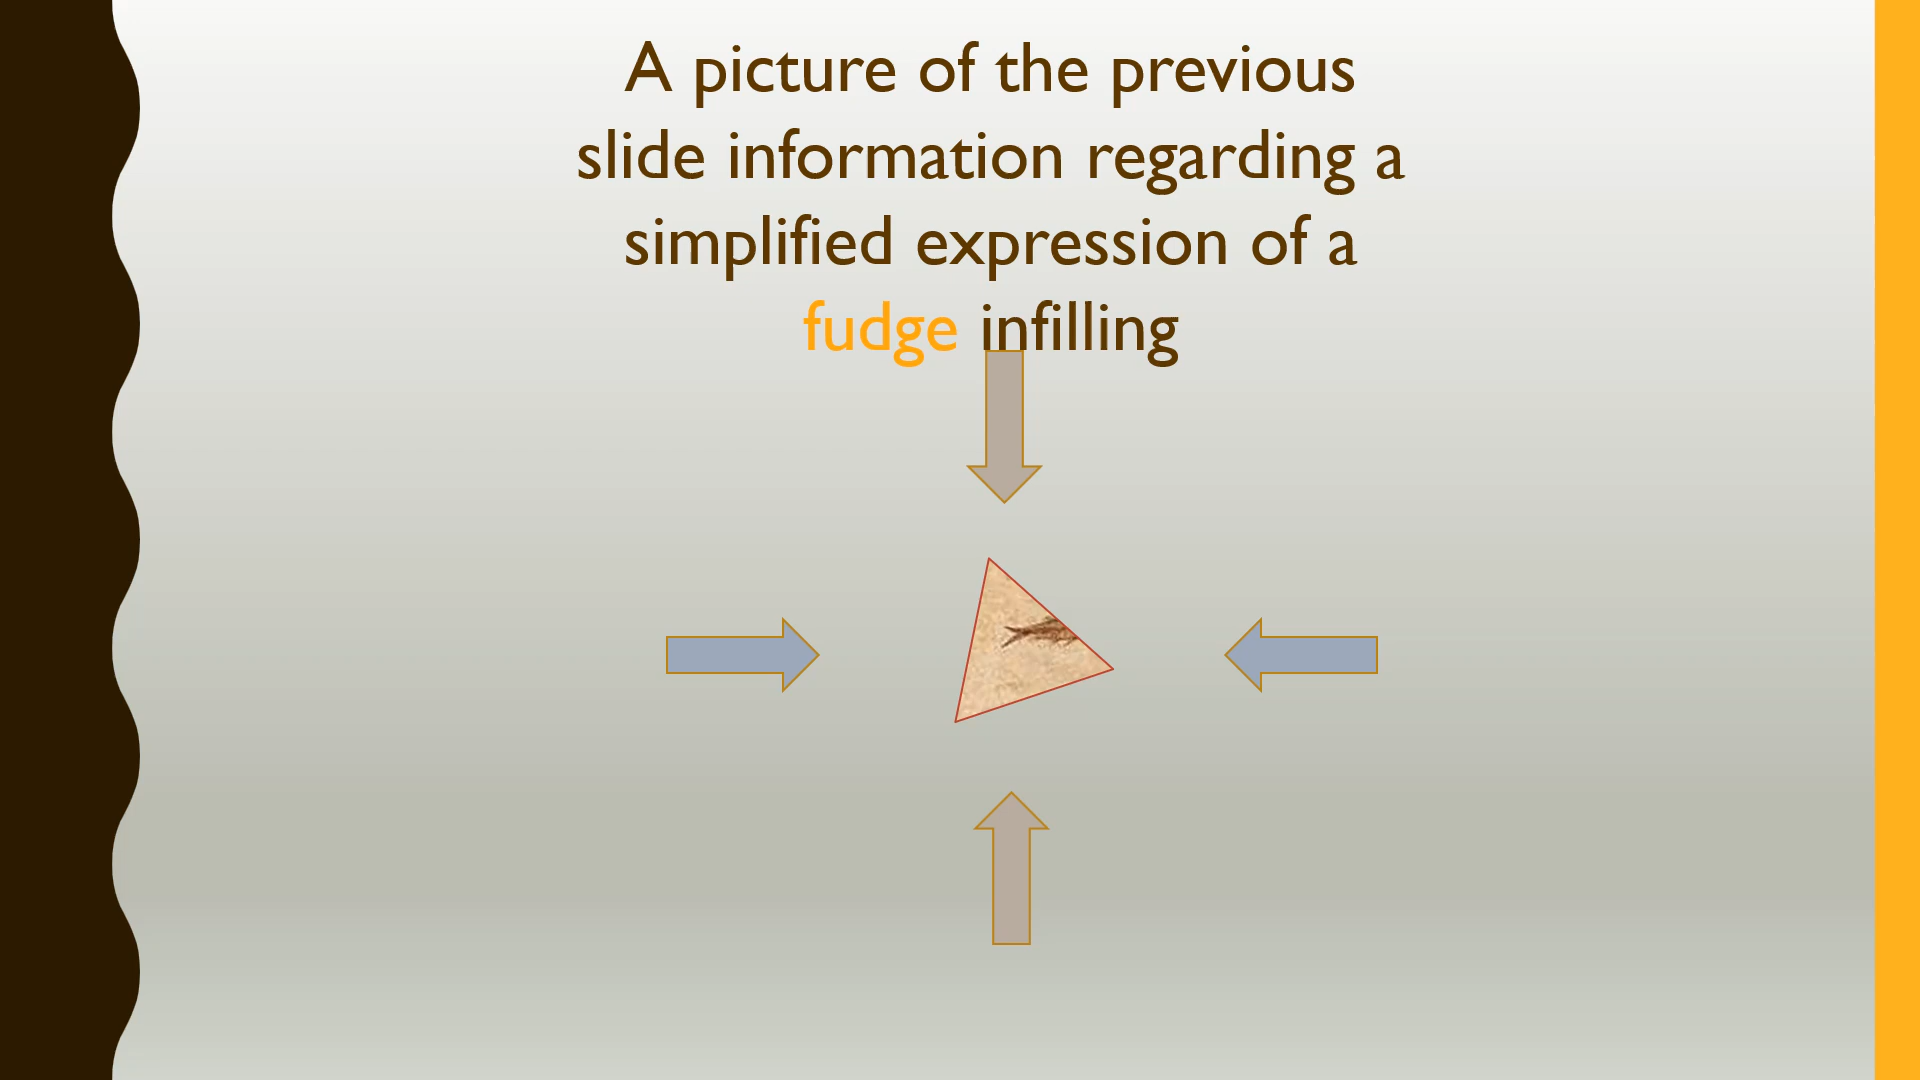 A picture of the previous
slide information regarding a
simplified expression of a
fudge infilling